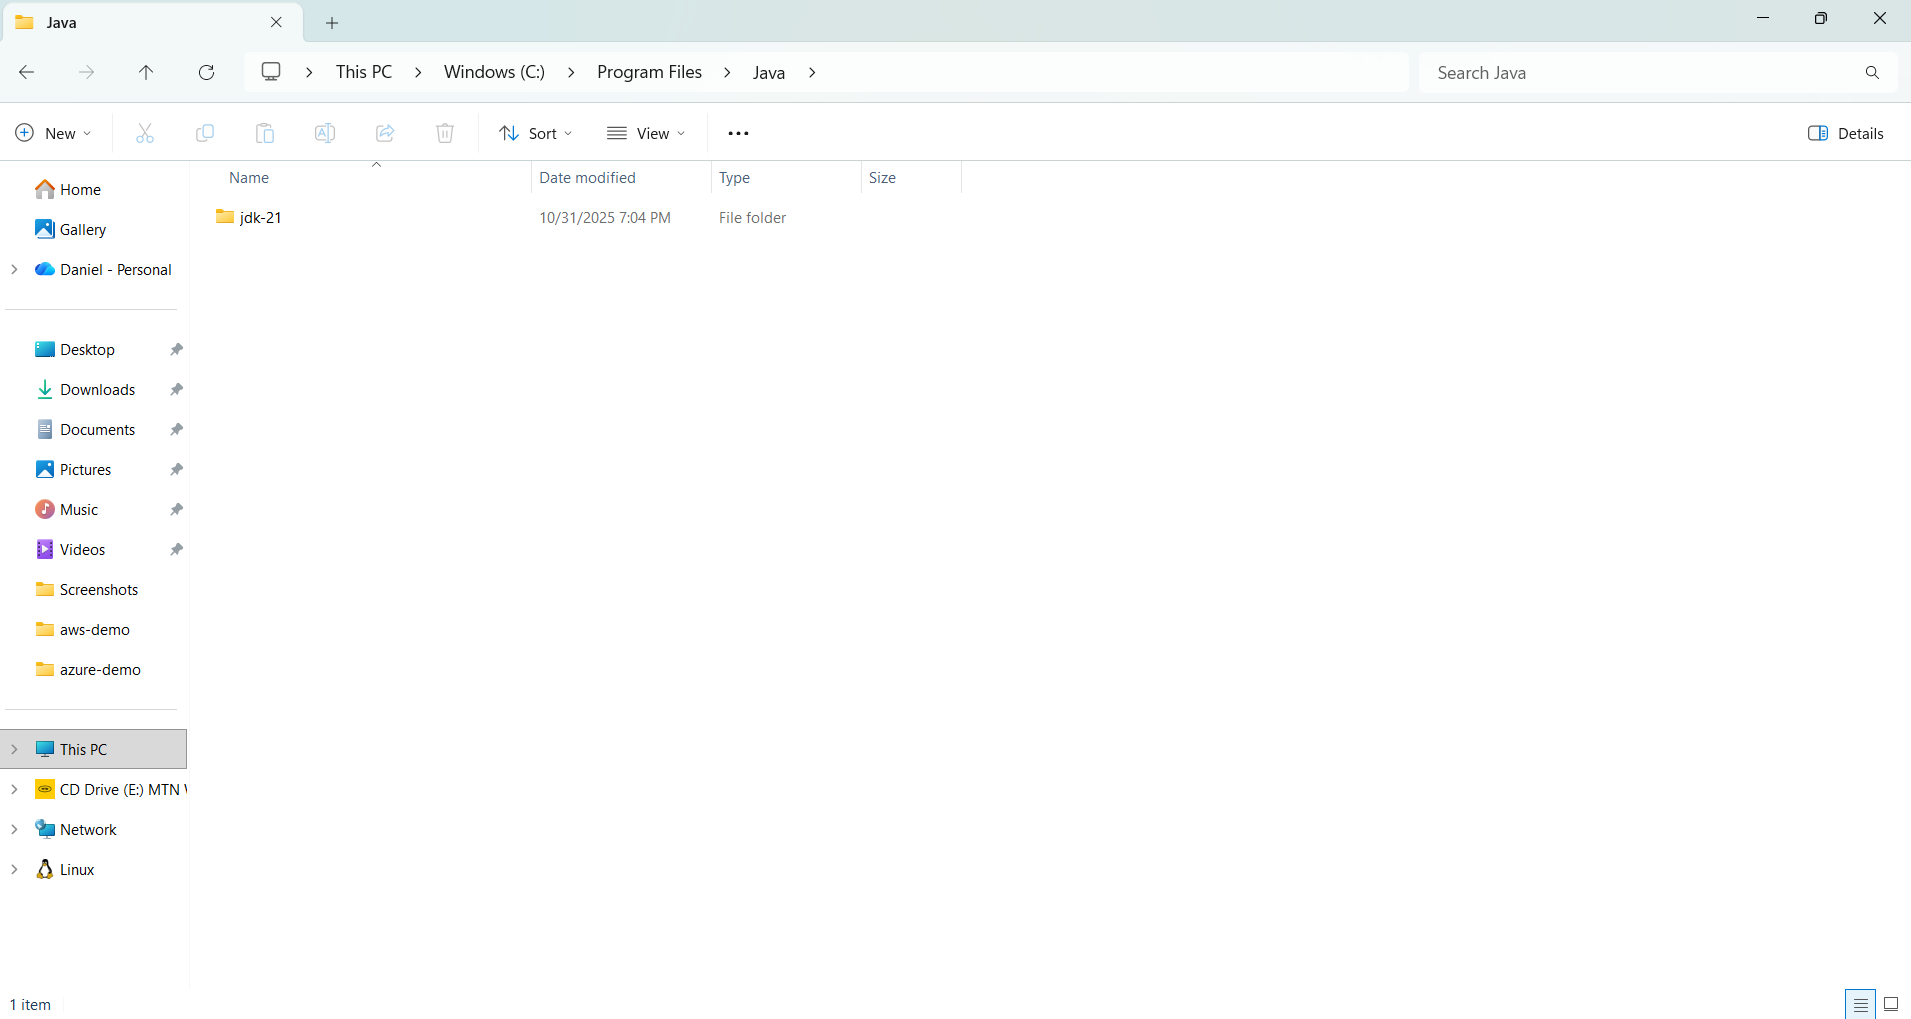 Java
This PC > Windows (C:) > Program Files > Java >
Search Java
New
Sort
View
Details
Name
Date modified
Type
Size
jdk-21
10/31/2025 7:04 PM
File folder
Home
Gallery
Daniel - Personal
Desktop
Downloads
Documents
Pictures
Music
Videos
Screenshots
aws-demo
azure-demo
This PC
CD Drive (E:) MTN
Network
Linux
1 item